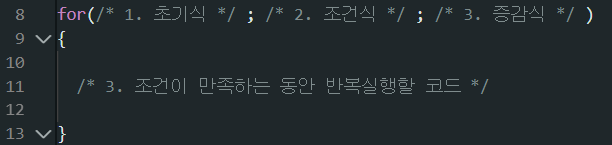 8 for(/* 1. 초기식 */ ; /* 2. 조건식 */ ; /* 3. 증감식 */ )
9 {
10
11 /* 3. 조건이 만족하는 동안 반복실행할 코드 */
12
13 }